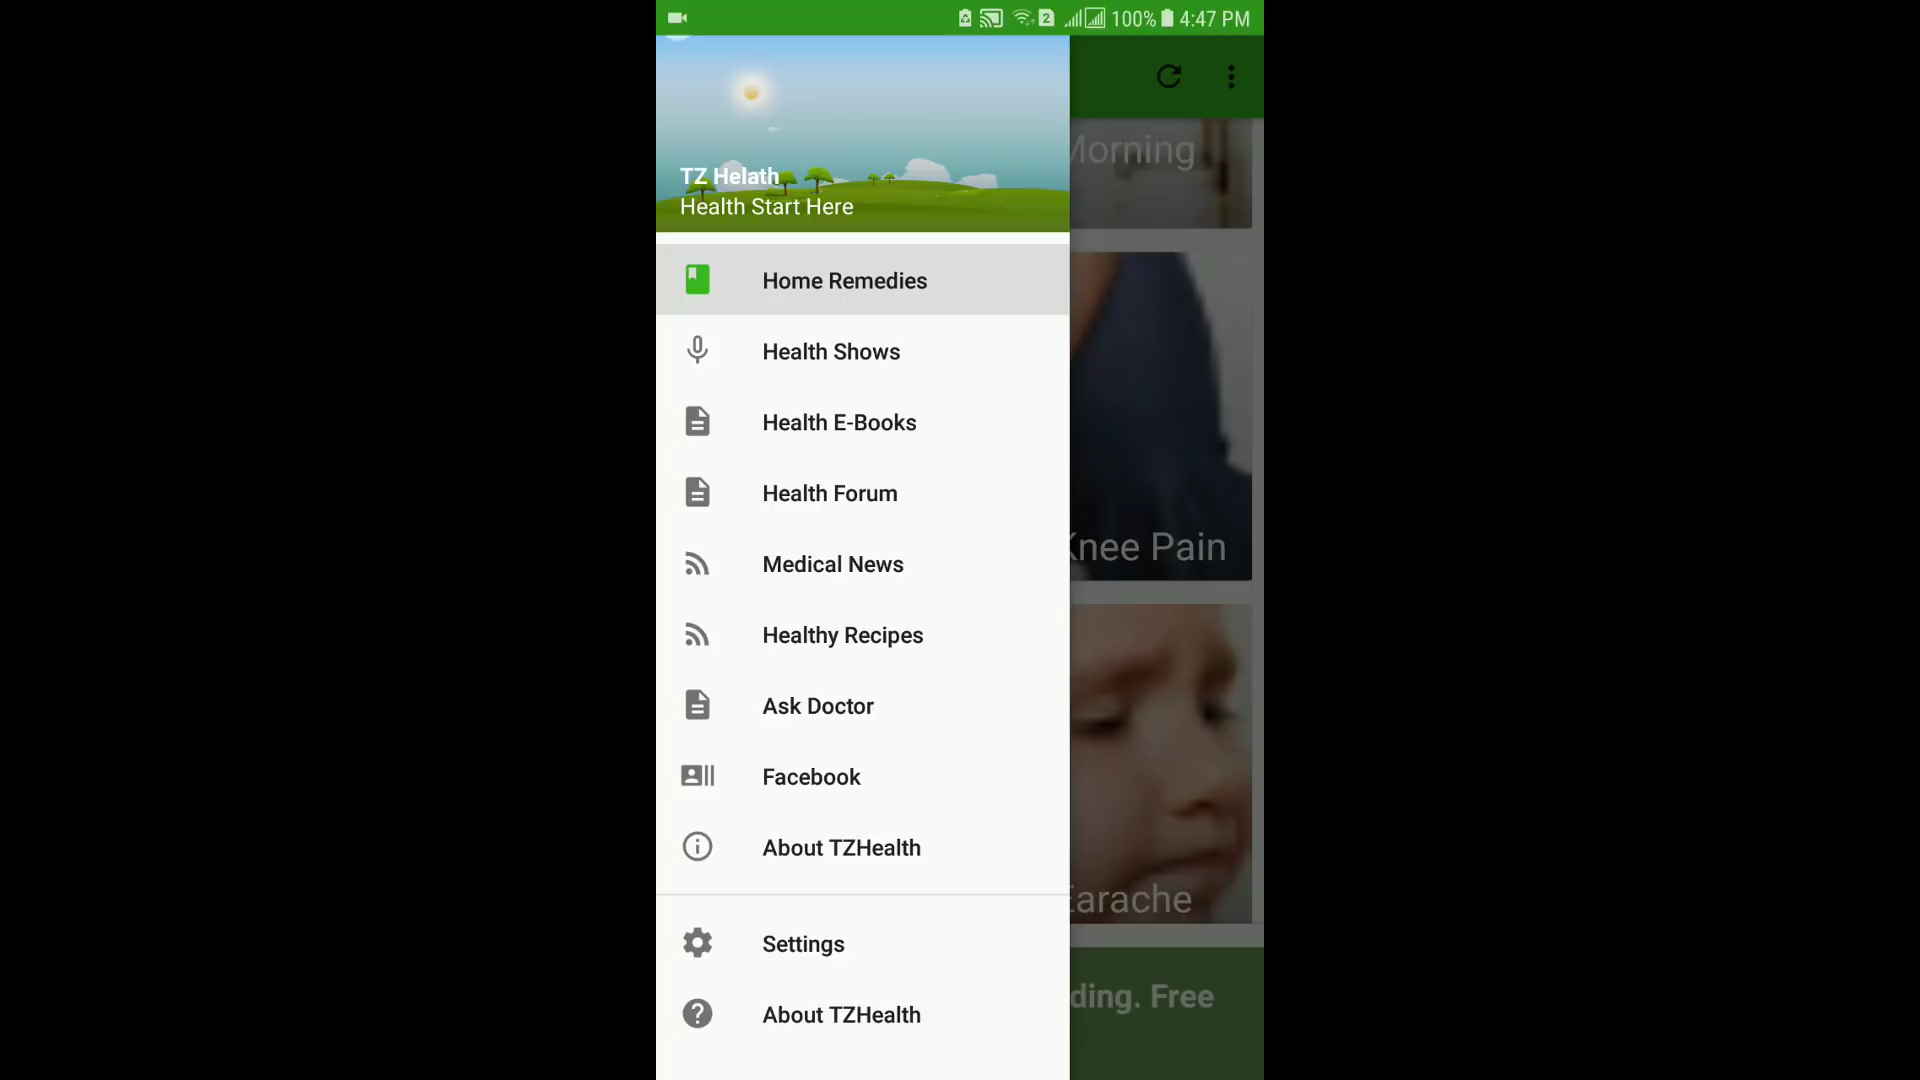 2 100% 4:47 PM
TZ Helath
Health Start Here
Home Remedies
Health Shows
Health E-Books
Health Forum
Medical News
Healthy Recipes
Ask Doctor
Facebook
About TZHealth
Settings
About TZHealth
Morning
Knee Pain
Earache
ding. Free